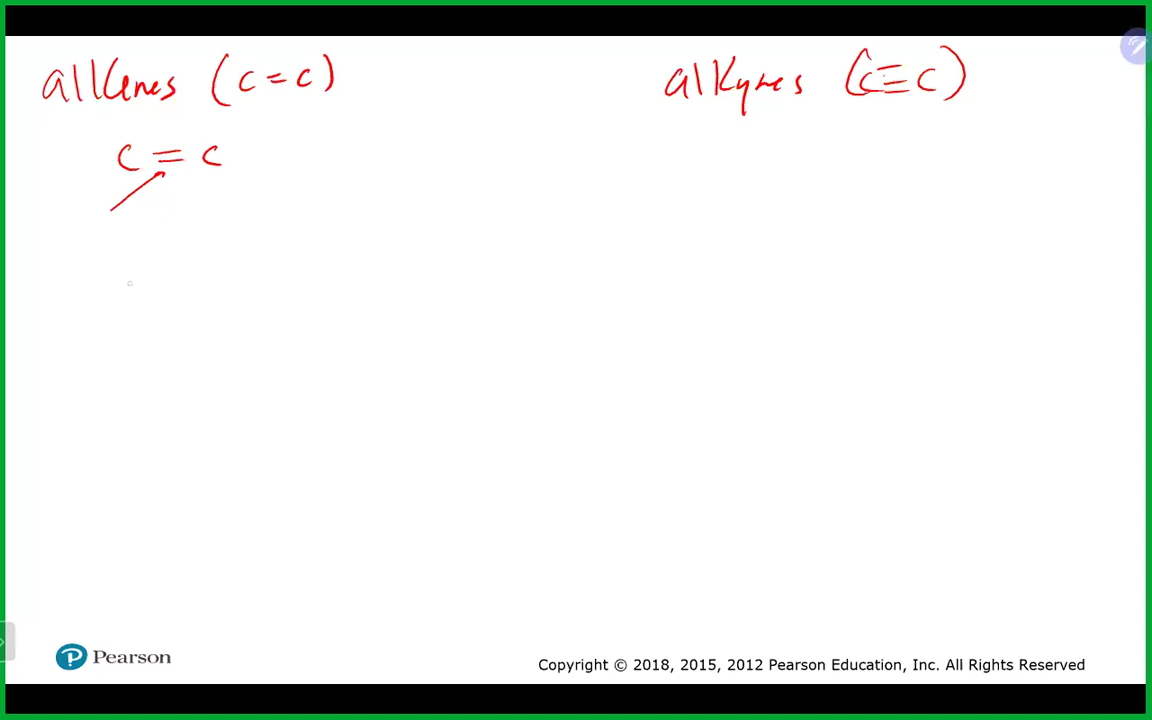 alkenes (C=C)
alkynes (C≡C)
C = C
Pearson
Copyright © 2018, 2015, 2012 Pearson Education, Inc. All Rights Reserved